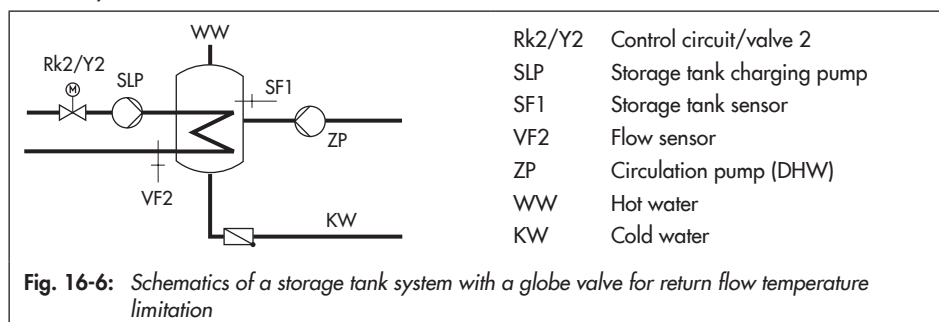 WW
Rk2/Y2
SLP
SF1
M
ZP
VF2
KW
Rk2/Y2 Control circuit/valve 2
SLP Storage tank charging pump
SF1 Storage tank sensor
VF2 Flow sensor
ZP Circulation pump (DHW)
WW Hot water
KW Cold water
Fig. 16-6: Schematics of a storage tank system with a globe valve for return flow temperature
limitation